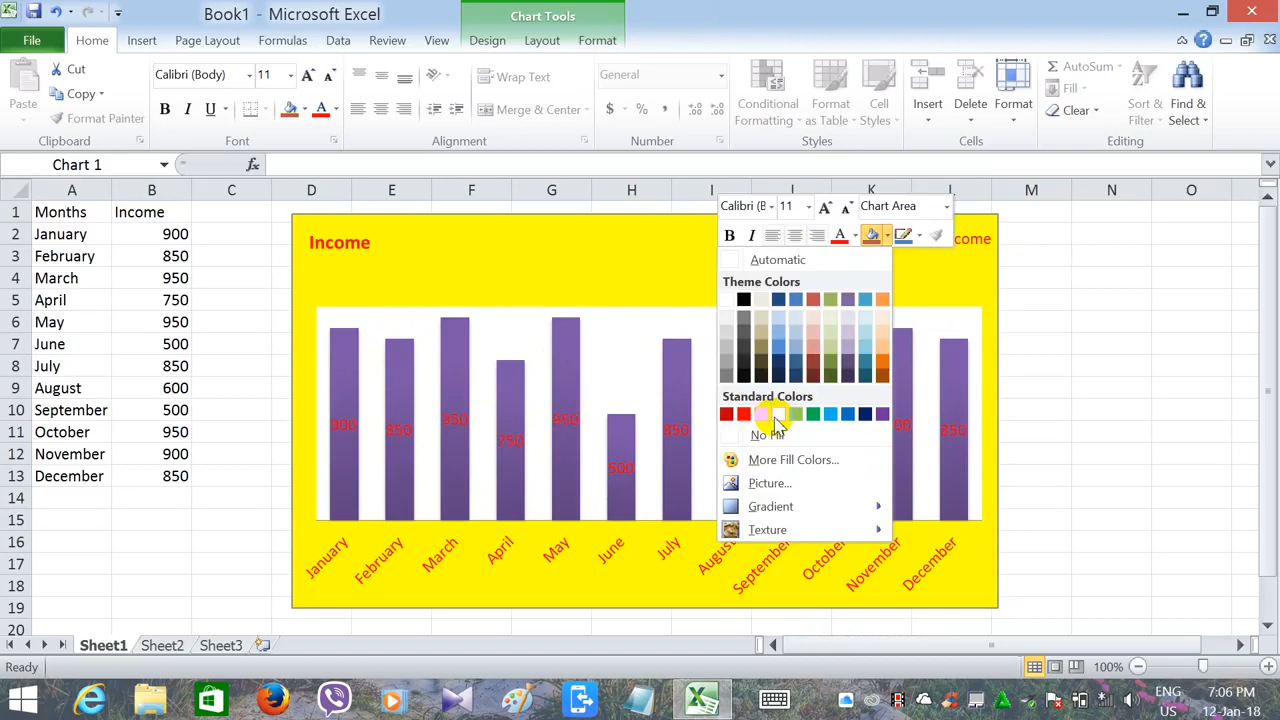 Book1 - Microsoft Excel
Chart Tools
File Home Insert Page Layout Formulas Data Review View Design Layout Format
Paste
Cut
Copy
Format Painter
Clipboard
Calibri (Body) 11
B I U A
Font
Wrap Text
Merge & Center
Alignment
General
$ % ,
Number
Conditional Formatting
Format as Table
Cell Styles
Styles
Insert
Delete
Format
Cells
AutoSum
Fill
Clear
Sort & Filter
Find & Select
Editing
Chart 1
fx
A B C D E F G H I J K L M N O
1 Months Income
2 January 900
3 February 850
4 March 950
5 April 750
6 May 950
7 June 500
8 July 850
9 August 600
10 September 500
11 October 950
12 November 900
13 December 850
14
15
16
17
18
19
20
Income
900 850 950 750 950 500 850 850
January February March April May June July September November December
Calibri (B 11 A A Chart Area
B I A
Automatic
Theme Colors
Standard Colors
No Fill
More Fill Colors...
Picture...
Gradient
Texture
Sheet1 Sheet2 Sheet3
Ready
100%
ENG
US
7:06 PM
12-Jan-18